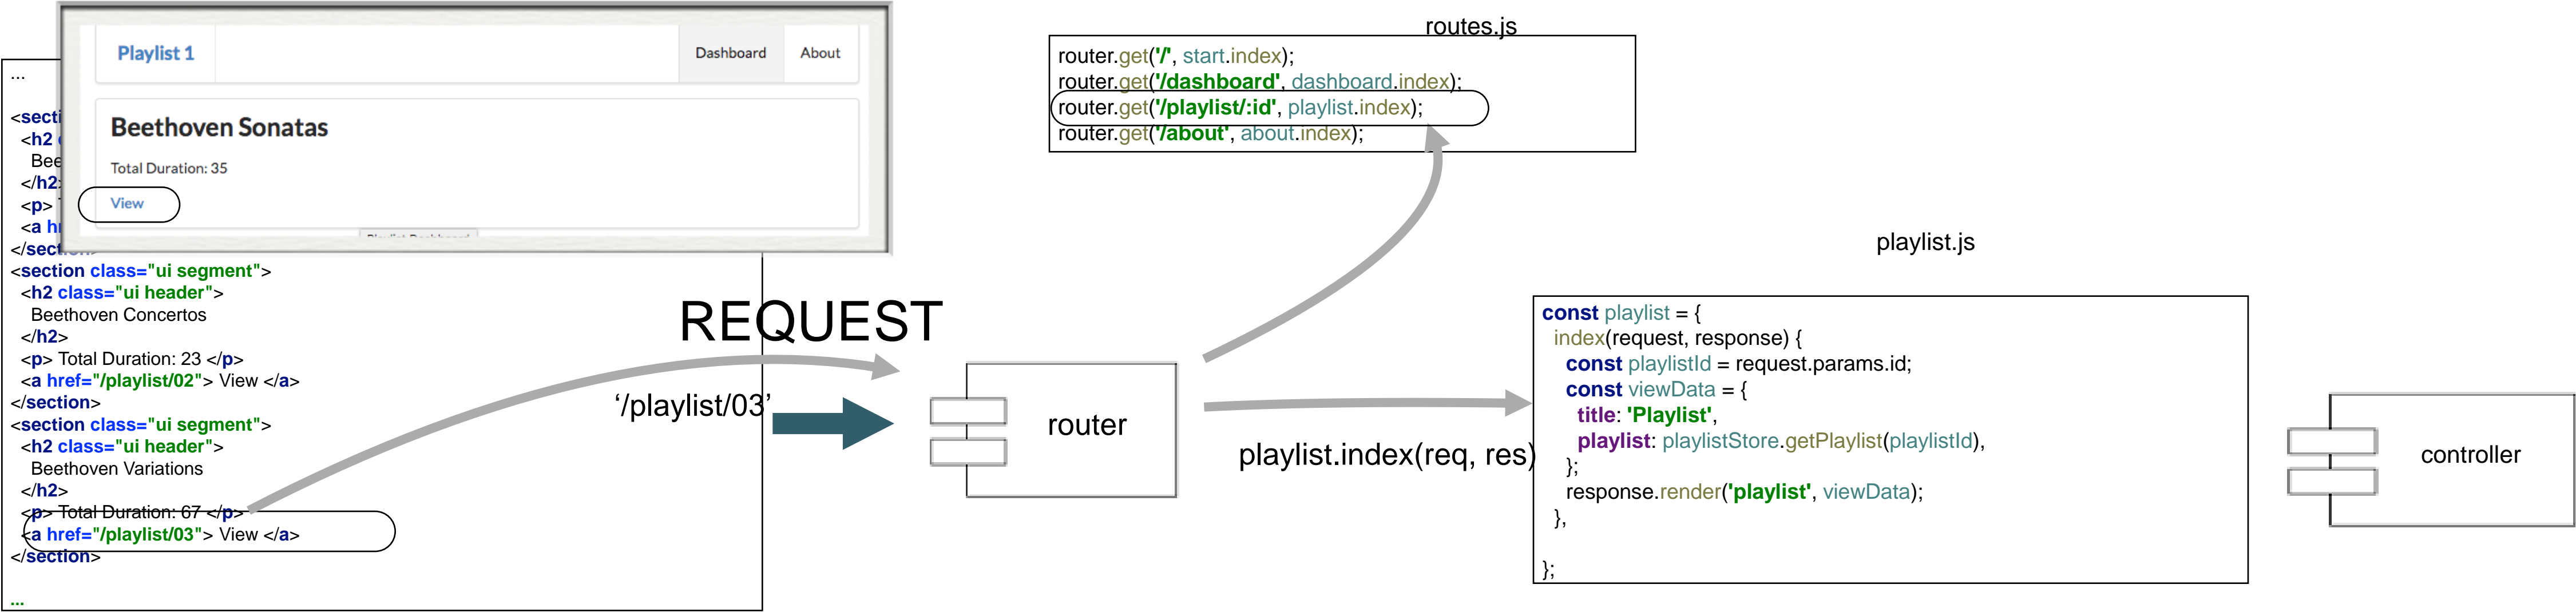 Playlist 1
Dashboard
About
Beethoven Sonatas
Total Duration: 35
View
...
<secti
<h2
Bee
</h2>
<p>
<a hr
</section>
<section class="ui segment">
<h2 class="ui header">
Beethoven Concertos
</h2>
<p> Total Duration: 23 </p>
<a href="/playlist/02"> View </a>
</section>
<section class="ui segment">
<h2 class="ui header">
Beethoven Variations
</h2>
<p> Total Duration: 67 </p>
<a href="/playlist/03"> View </a>
</section>
...
REQUEST
‘/playlist/03’
router
routes.js
router.get('/', start.index);
router.get('/dashboard', dashboard.index);
router.get('/playlist/:id', playlist.index);
router.get('/about', about.index);
playlist.index(req, res)
playlist.js
const playlist = {
index(request, response) {
const playlistId = request.params.id;
const viewData = {
title: 'Playlist',
playlist: playlistStore.getPlaylist(playlistId),
};
response.render('playlist', viewData);
},
};
controller